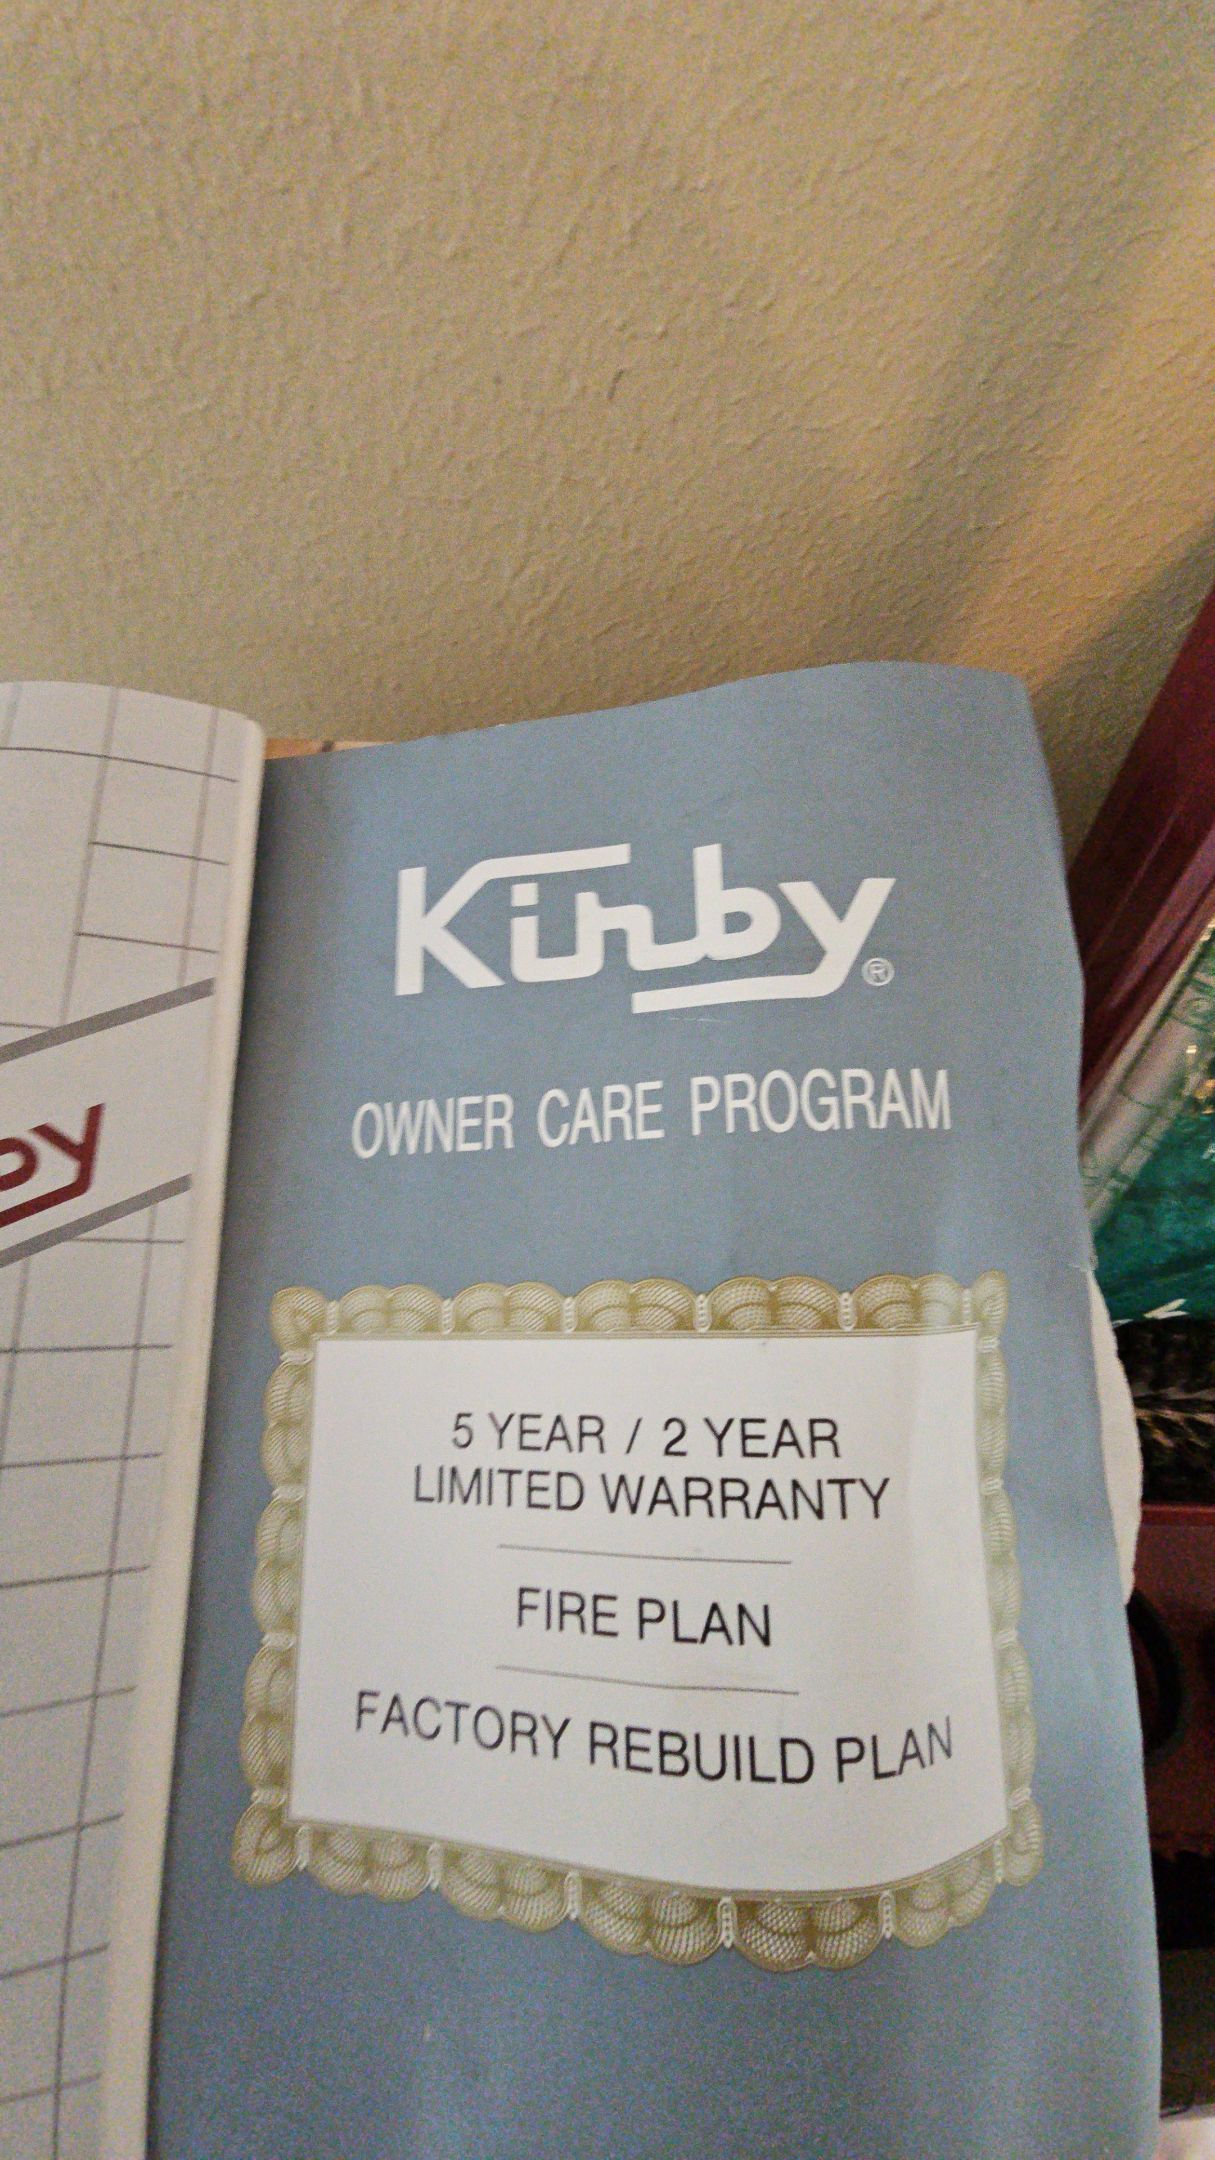 Kirby®
OWNER CARE PROGRAM
5 YEAR / 2 YEAR
LIMITED WARRANTY
FIRE PLAN
FACTORY REBUILD PLAN